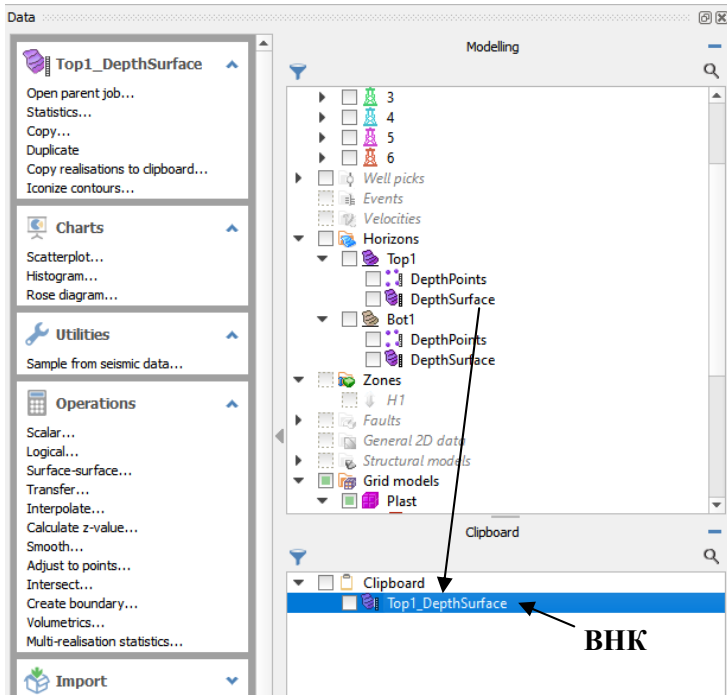 Data
Top1_DepthSurface
Open parent job...
Statistics...
Copy...
Duplicate
Copy realisations to clipboard...
Iconize contours...
Charts
Scatterplot...
Histogram...
Rose diagram...
Utilities
Sample from seismic data...
Operations
Scalar...
Logical...
Surface-surface...
Transfer...
Interpolate...
Calculate z-value...
Smooth...
Adjust to points...
Intersect...
Create boundary...
Volumetrics...
Multi-realisation statistics...
Import
Modelling
3
4
5
6
Well picks
Events
Velocities
Horizons
Top1
DepthPoints
DepthSurface
Bot1
DepthPoints
DepthSurface
Zones
H1
Faults
General 2D data
Structural models
Grid models
Plast
Clipboard
Clipboard
Top1_DepthSurface
ВНК